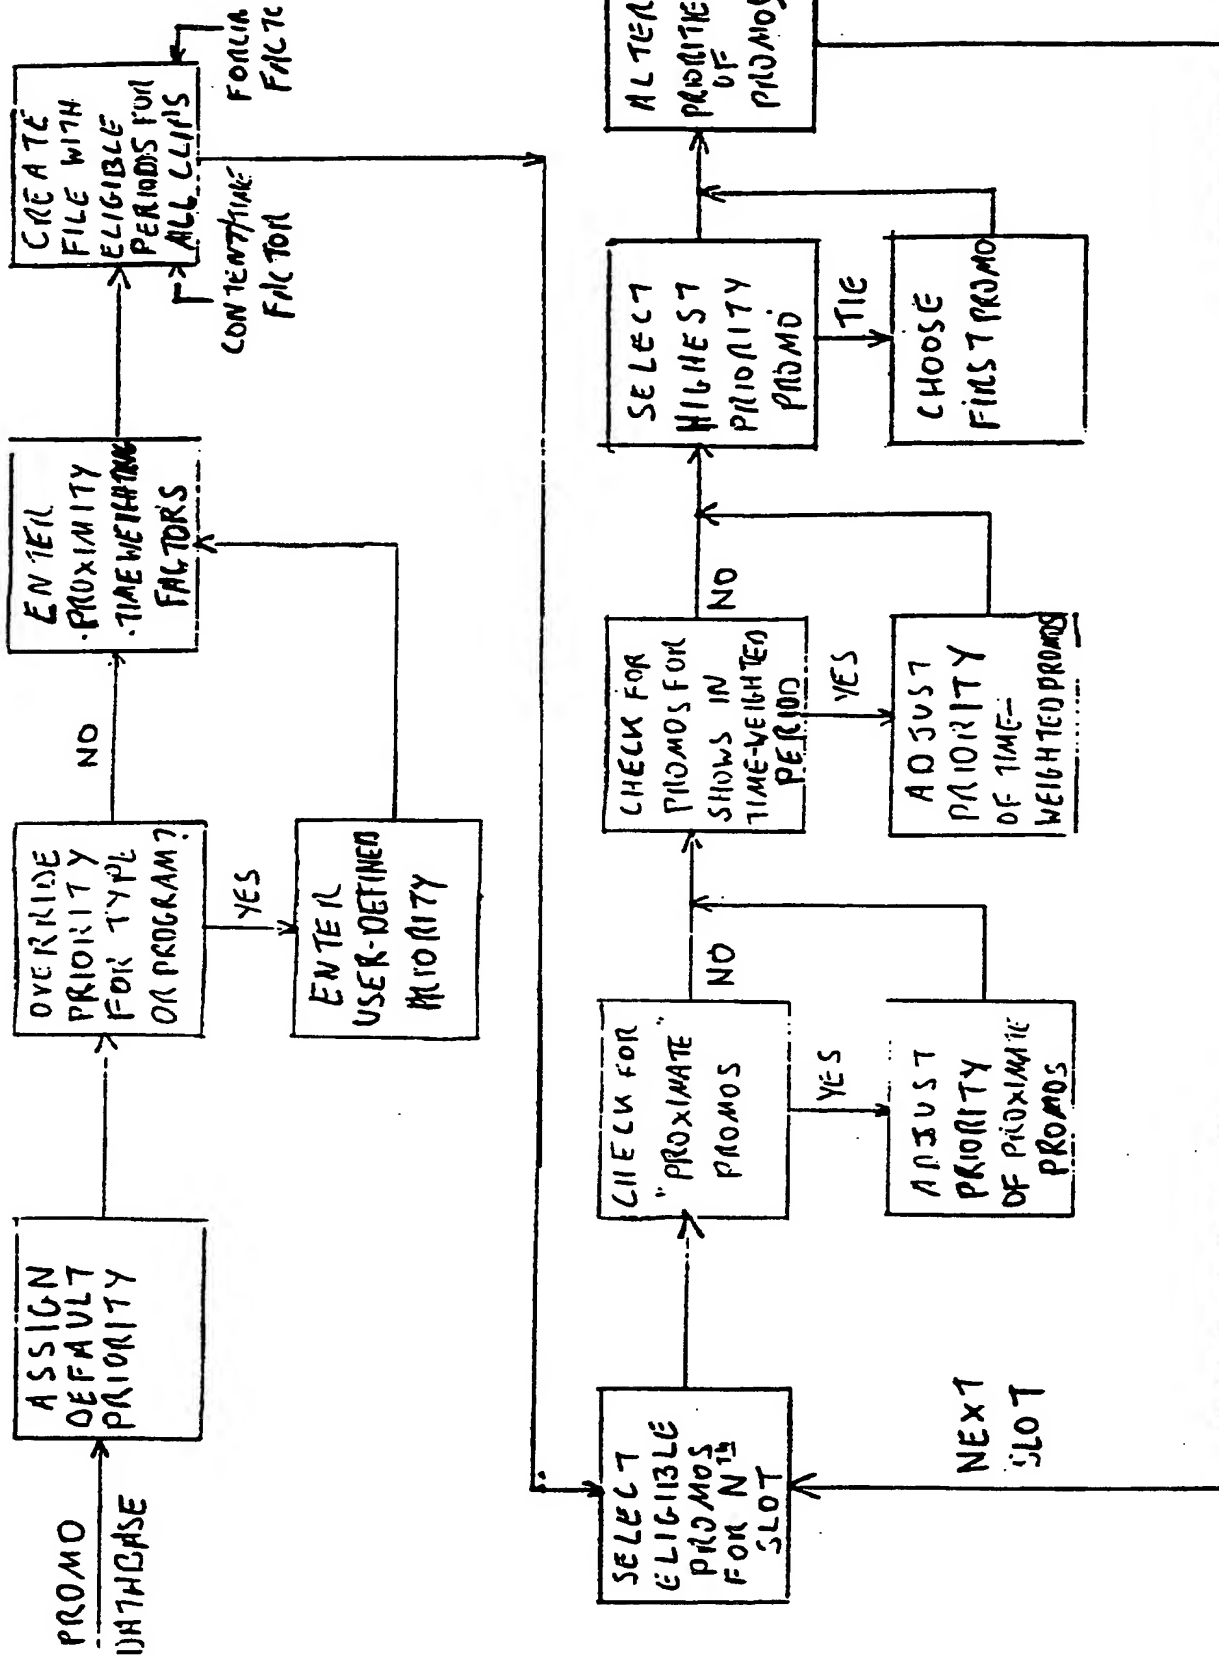 PROMO
DATABASE
ASSIGN
DEFAULT
PRIORITY
OVERRIDE
PRIORITY
FOR TYPE
OR PROGRAM?
NO
YES
ENTER
USER-DEFINED
PRIORITY
ENTER
·PROXIMITY
·TIME WEIGHTING
FACTORS
CREATE
FILE WITH
ELIGIBLE
PERIODS FOR
ALL CLIPS
CONTENT/TIME
FACTOR
SELECT
ELIGIBLE
PROMOS
FOR Nth
SLOT
NEXT
SLOT
CHECK FOR
"PROXIMATE"
PROMOS
NO
YES
ADJUST
PRIORITY
OF PROXIMATE
PROMOS
CHECK FOR
PROMOS FOR
SHOWS IN
TIME-WEIGHTED
PERIOD
NO
YES
ADJUST
PRIORITY
OF TIME-
WEIGHTED PROMOS
SELECT
HIGHEST
PRIORITY
PROMO
TIE
CHOOSE
FIRST PROMO
ALTER
PRIORITIE
OF
PROMOS